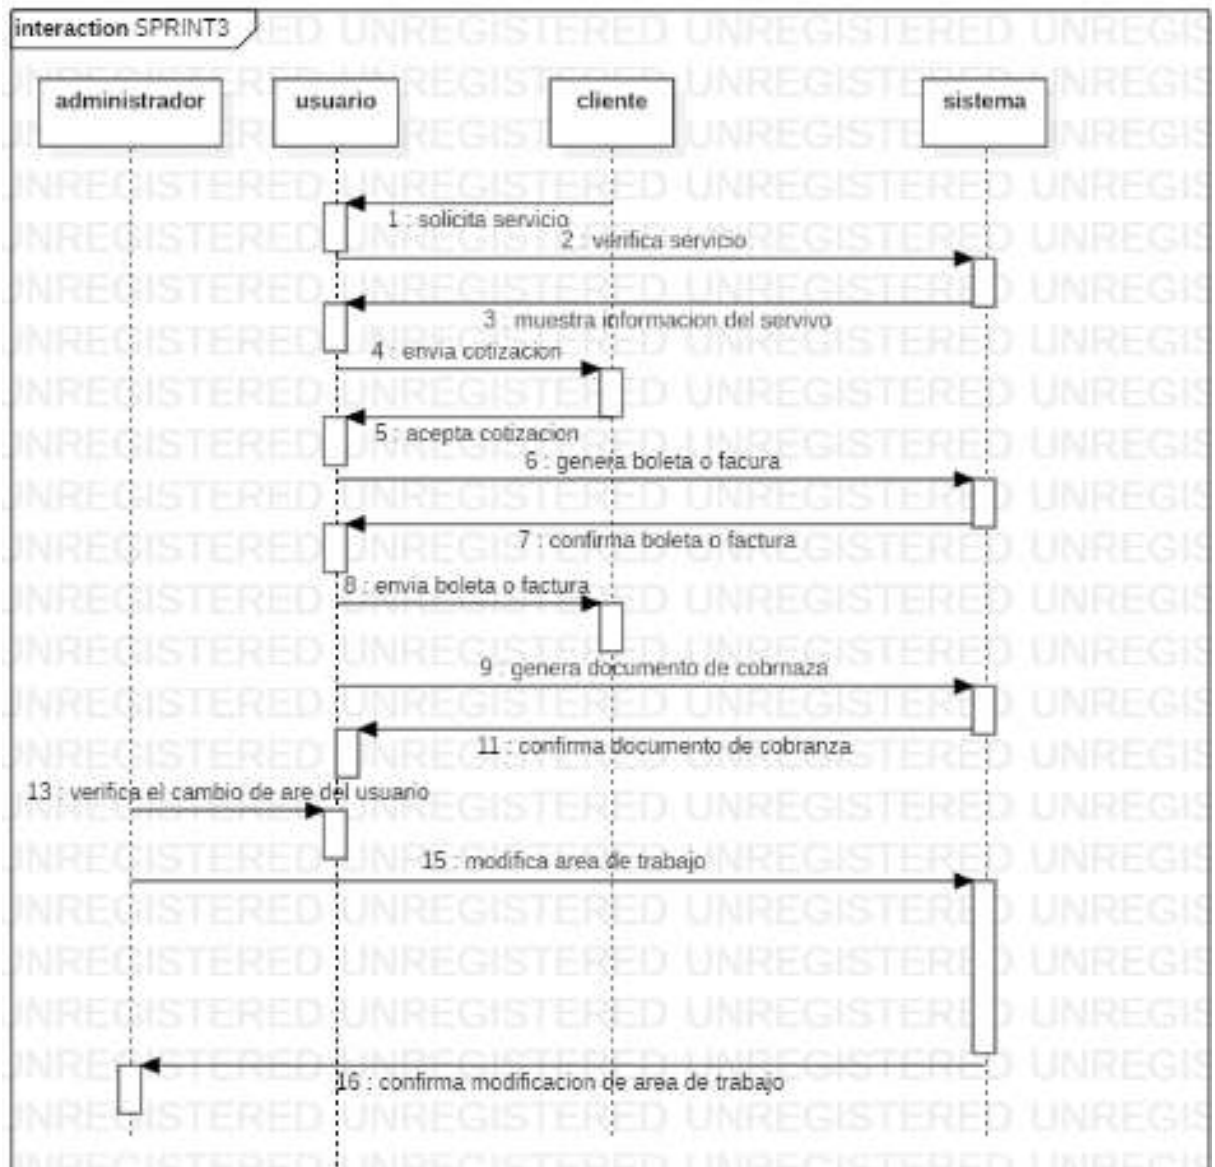 interaction SPRINT3
administrador
usuario
cliente
sistema
1 : solicita servicio
2 : verifica servicio
3 : muestra informacion del servivo
4 : envia cotizacion
5 : acepta cotizacion
6 : genera boleta o facura
7 : confirma boleta o factura
8 : envia boleta o factura
9 : genera documento de cobrnaza
11 : confirma documento de cobranza
13 : verifica el cambio de are del usuario
15 : modifica area de trabajo
16 : confirma modificacion de area de trabajo
UNREGISTERED